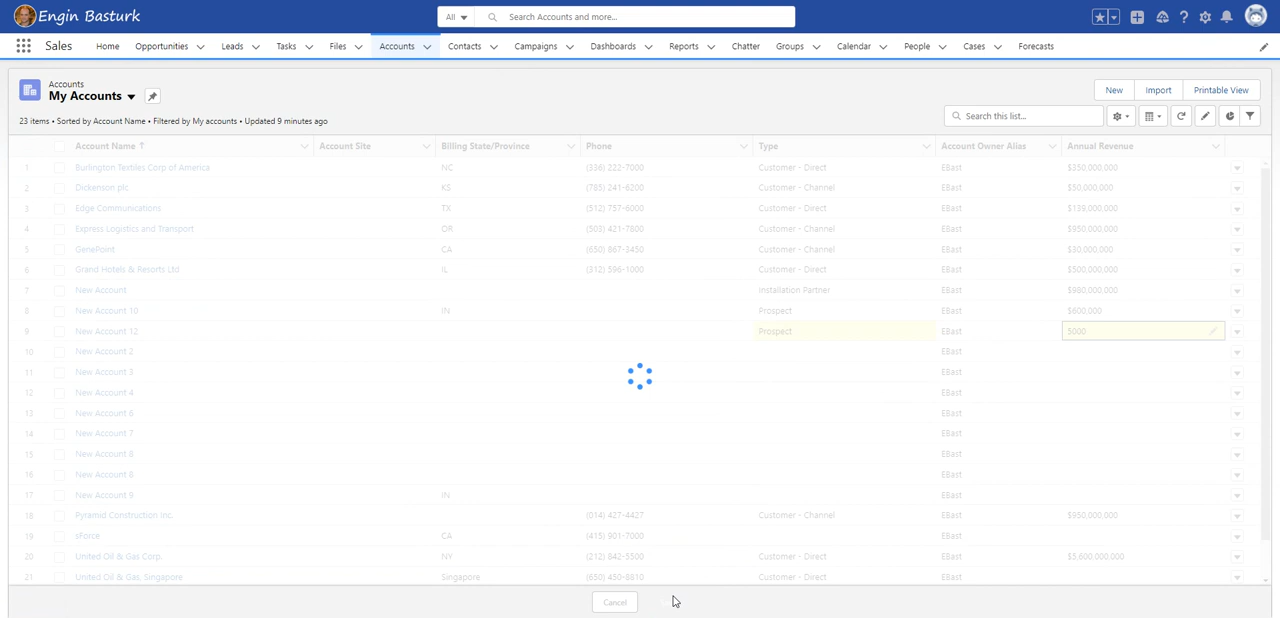 Engin Basturk
All
Search Accounts and more...
Sales Home Opportunities Leads Tasks Files Accounts Contacts Campaigns Dashboards Reports Chatter Groups Calendar People Cases Forecasts
Accounts
My Accounts
New Import Printable View
23 items • Sorted by Account Name • Filtered by My accounts • Updated 9 minutes ago
Search this list...
Account Name Account Site Billing State/Province Phone Type Account Owner Alias Annual Revenue
1 Burlington Textiles Corp of America NC (336) 222-7000 Customer - Direct EBast $350,000,000
2 Dickenson plc KS (785) 241-6200 Customer - Channel EBast $50,000,000
3 Edge Communications TX (512) 757-6000 Customer - Direct EBast $139,000,000
4 Express Logistics and Transport OR (503) 421-7800 Customer - Channel EBast $950,000,000
5 GenePoint CA (650) 867-3450 Customer - Channel EBast $30,000,000
6 Grand Hotels & Resorts Ltd IL (312) 596-1000 Customer - Direct EBast $500,000,000
7 New Account Installation Partner EBast $980,000,000
8 New Account 10 IN Prospect EBast $600,000
9 New Account 12 Prospect EBast 5000
10 New Account 2 EBast
11 New Account 3 EBast
12 New Account 4 EBast
13 New Account 6 EBast
14 New Account 7 EBast
15 New Account 8 EBast
16 New Account 8 EBast
17 New Account 9 IN EBast
18 Pyramid Construction Inc. (014) 427-4427 Customer - Channel EBast $950,000,000
19 sForce CA (415) 901-7000 EBast
20 United Oil & Gas Corp. NY (212) 842-5500 Customer - Direct EBast $5,600,000,000
21 United Oil & Gas, Singapore Singapore (650) 450-8810 Customer - Direct EBast
Cancel